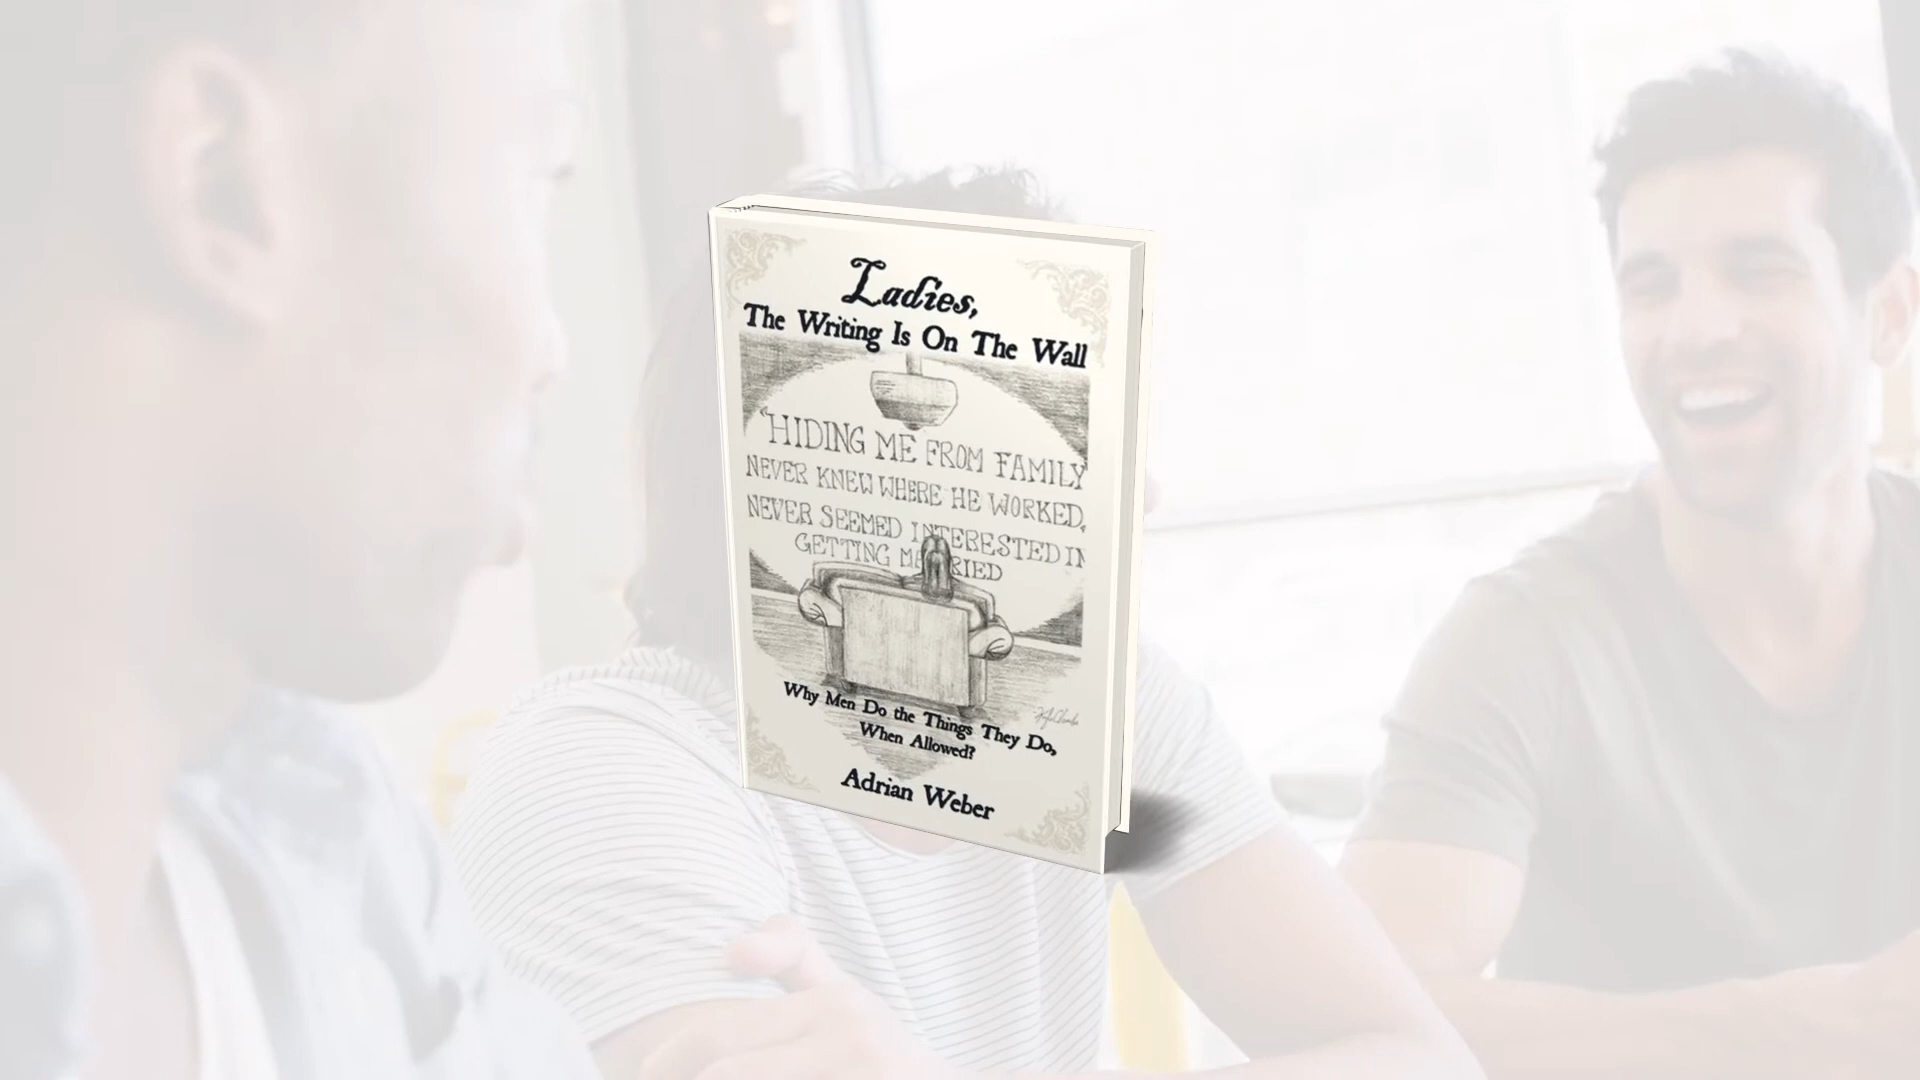 Ladies,
The Writing Is On The Wall
"HIDING ME FROM FAMILY
NEVER KNEW WHERE HE WORKED,
NEVER SEEMED INTERESTED IN
GETTING MARRIED
Why Men Do the Things They Do,
When Allowed?
Adrian Weber